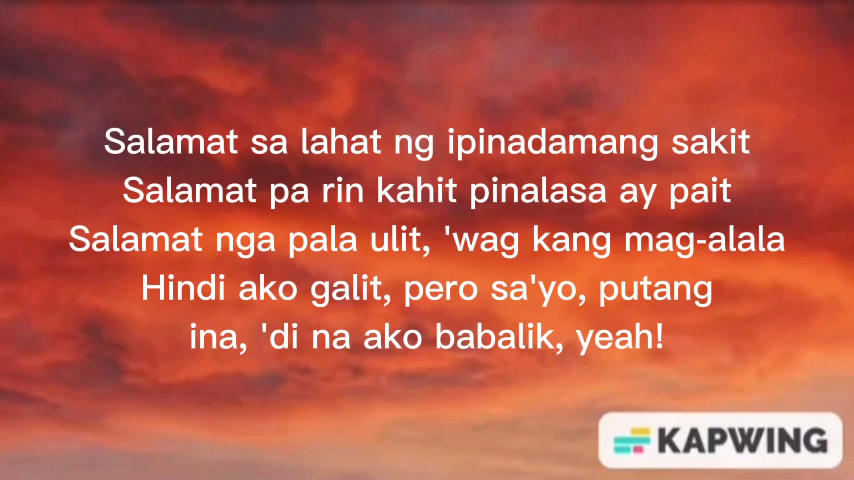 Salamat sa lahat ng ipinadamang sakit
Salamat pa rin kahit pinalasa ay pait
Salamat nga pala ulit, 'wag kang mag-alala
Hindi ako galit, pero sa'yo, putang
ina, 'di na ako babalik, yeah!
KAPWING